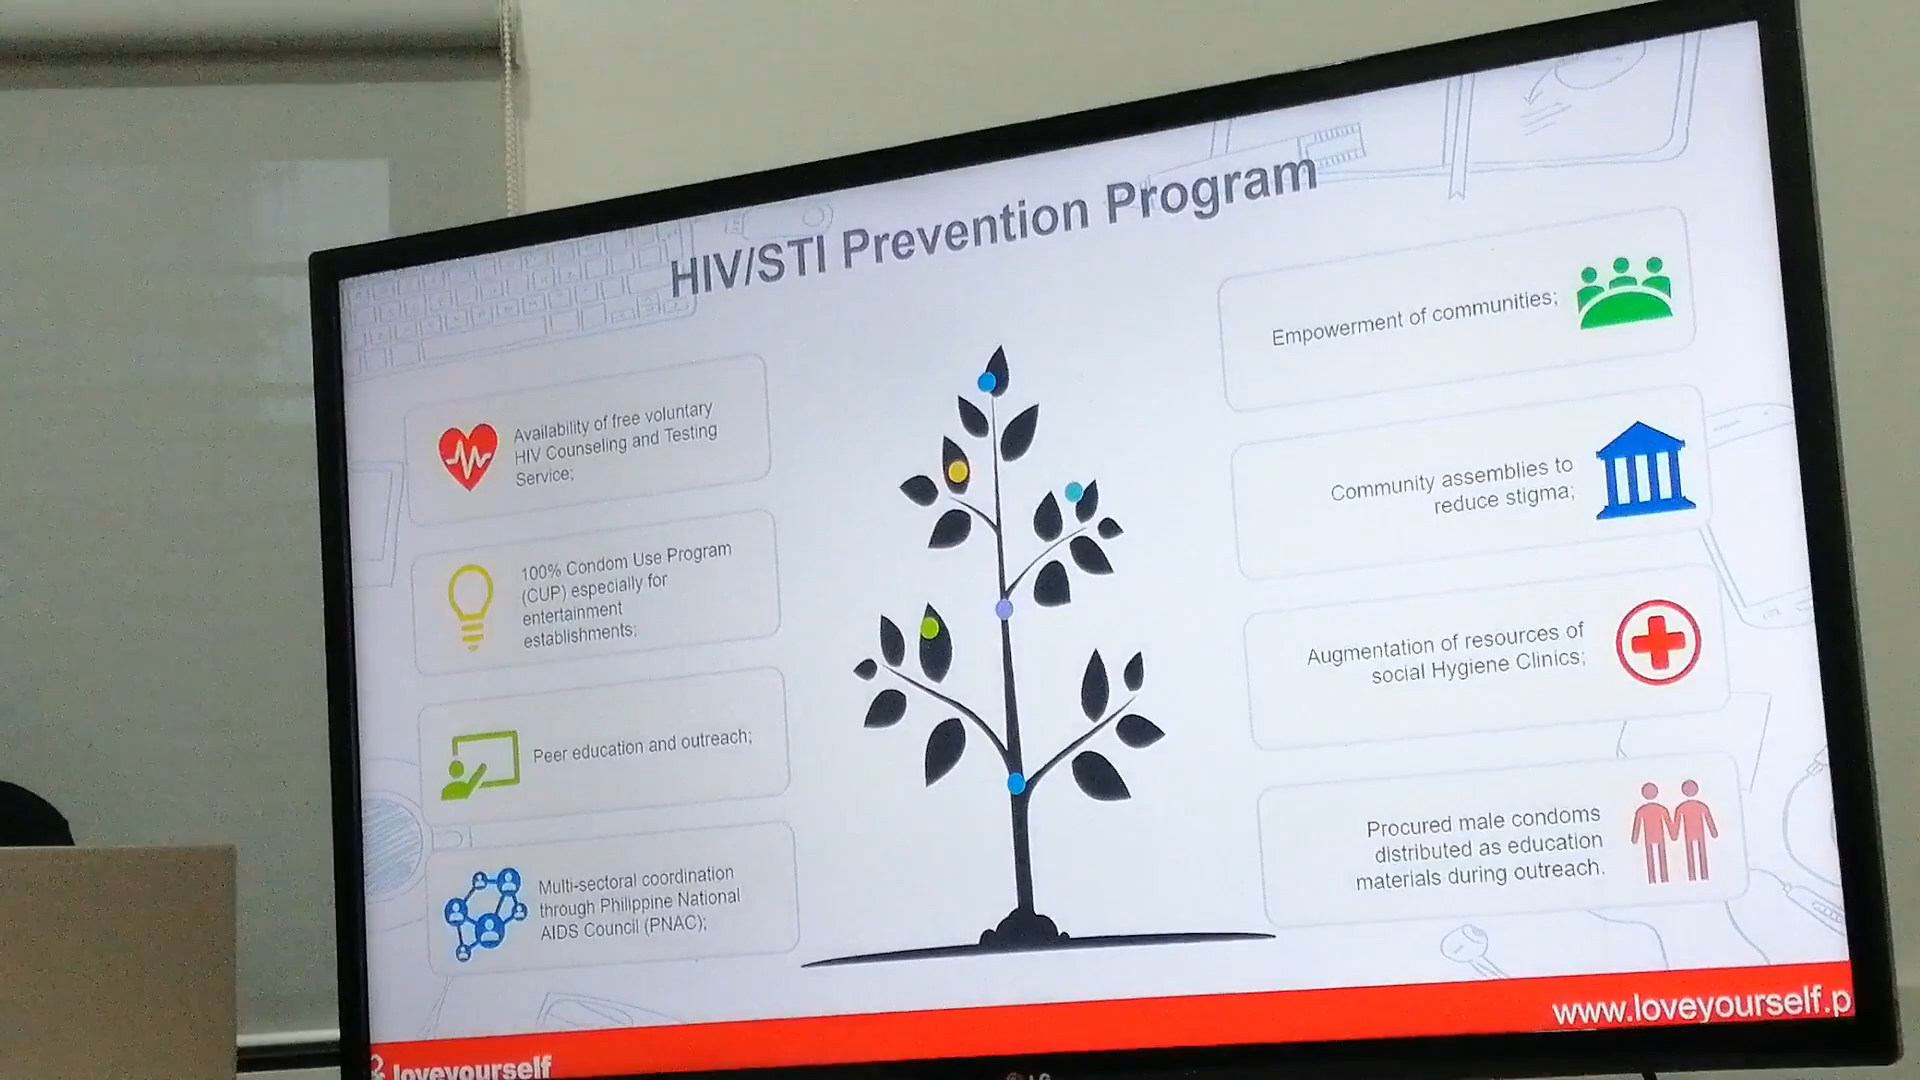 HIV/STI Prevention Program
Availability of free voluntary
HIV Counseling and Testing
Service;
100% Condom Use Program
(CUP) especially for
entertainment
establishments;
Peer education and outreach;
Multi-sectoral coordination
through Philippine National
AIDS Council (PNAC);
Empowerment of communities;
Community assemblies to
reduce stigma;
Augmentation of resources of
social Hygiene Clinics;
Procured male condoms
distributed as education
materials during outreach.
loveyourself
www.loveyourself.p
LG